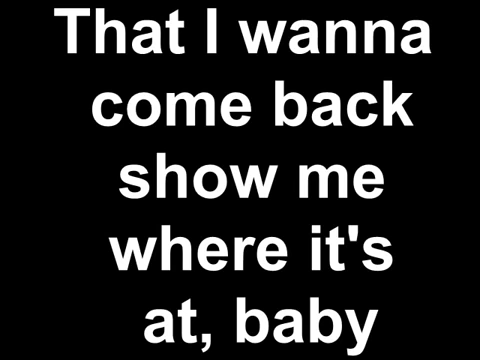 That I wanna
come back
show me
where it's
at, baby